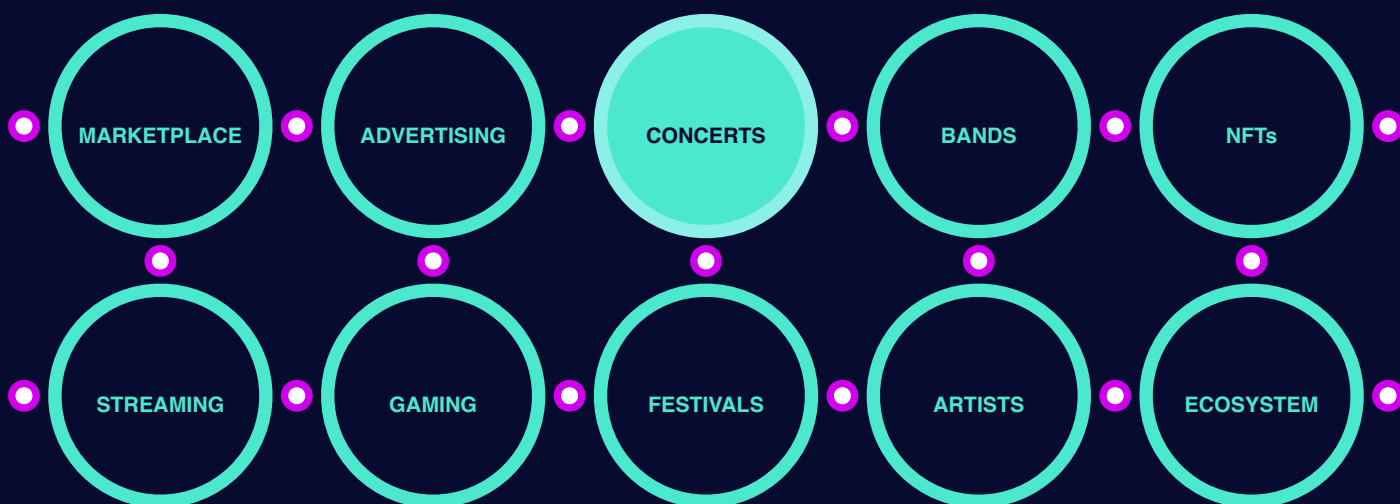 MARKETPLACE
ADVERTISING
CONCERTS
BANDS
NFTs
STREAMING
GAMING
FESTIVALS
ARTISTS
ECOSYSTEM